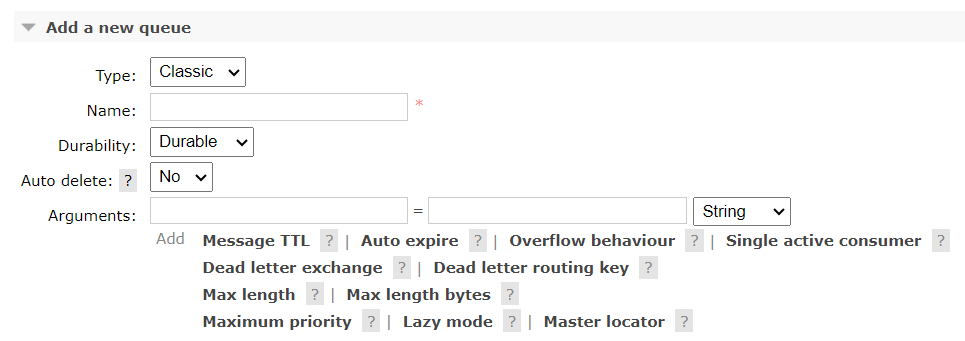 Add a new queue
Type: Classic
Name: *
Durability: Durable
Auto delete: ? No
Arguments: = String
Add Message TTL ? | Auto expire ? | Overflow behaviour ? | Single active consumer ?
Dead letter exchange ? | Dead letter routing key ?
Max length ? | Max length bytes ?
Maximum priority ? | Lazy mode ? | Master locator ?